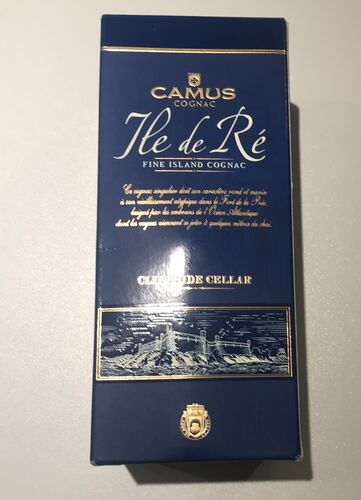 CAMUS
COGNAC
Ile de Ré
FINE ISLAND COGNAC
Ce cognac singulier doit son caractère rond et marin
à son vieillissement atypique dans le Fort de la Prée,
baigné par les embruns de l'Océan Atlantique
dont les vagues viennent se jeter à quelques mètres du chai.
CLIFFSIDE CELLAR